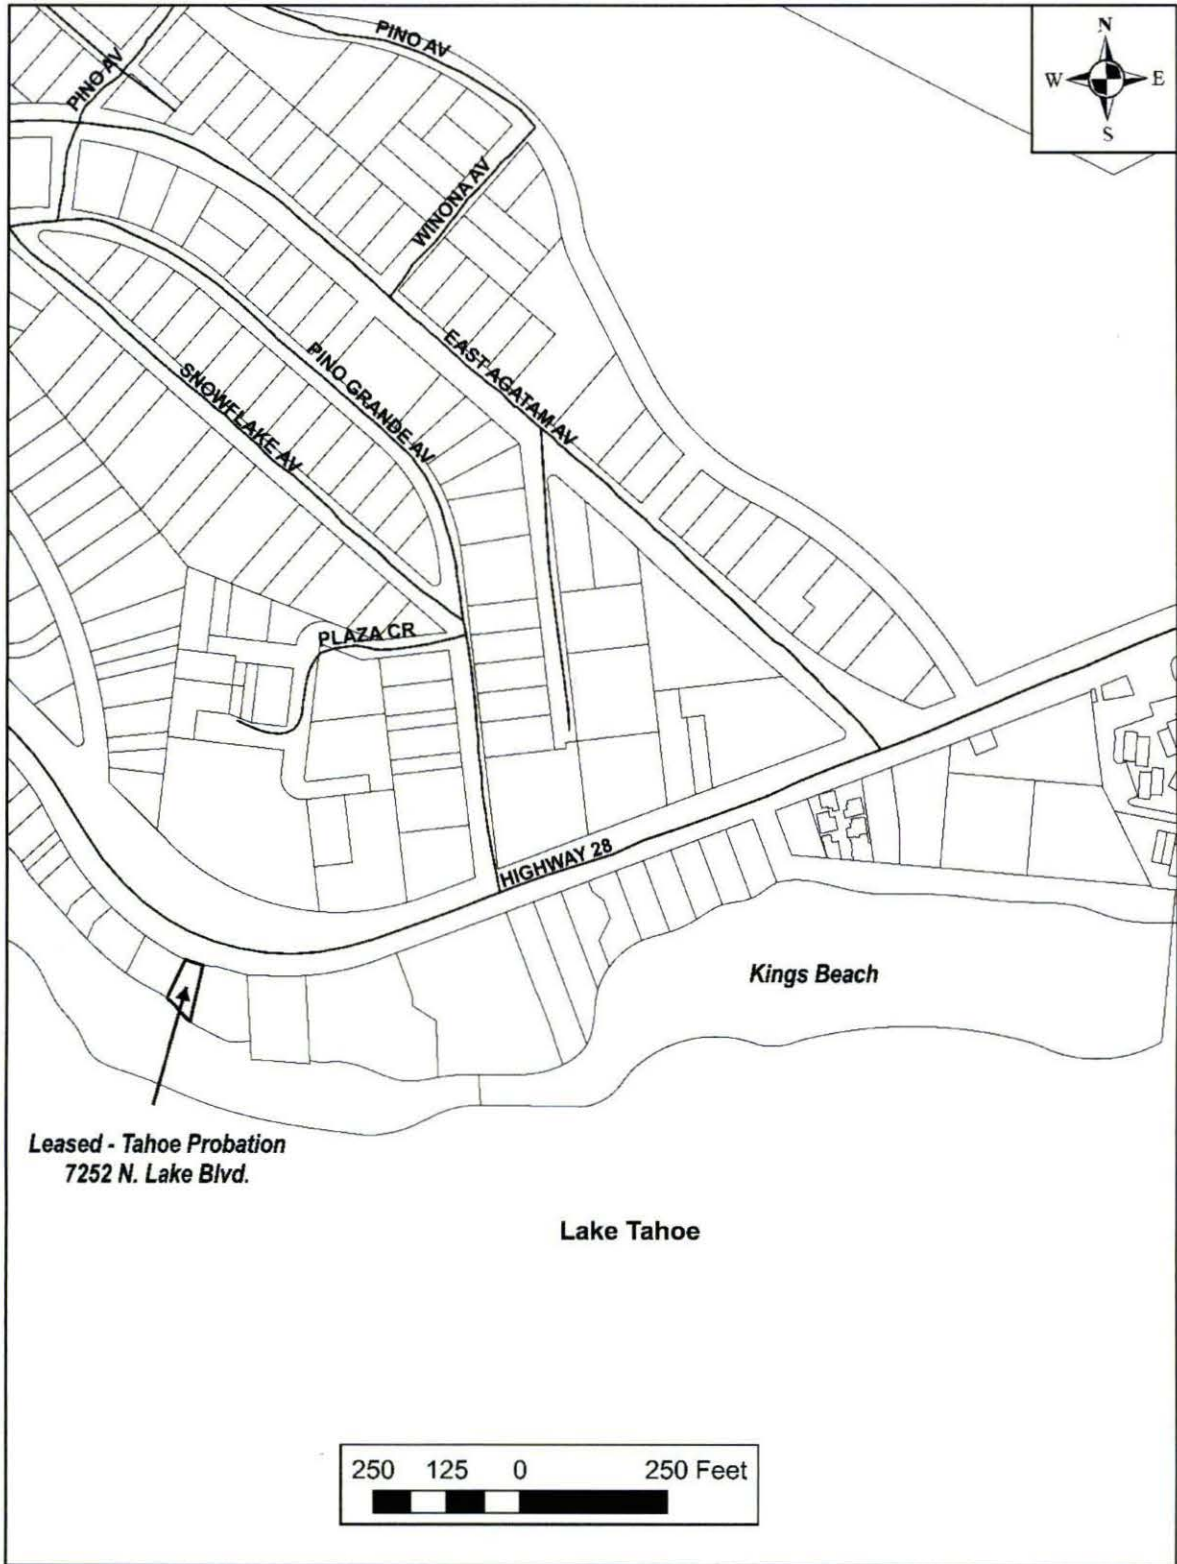 PINO AV
N
W E
S
PINO AV
WINONA AV
EAST AGATAM AV
PINO GRANDE AV
SNOWFLAKE AV
PLAZA CR
HIGHWAY 28
Kings Beach
Leased - Tahoe Probation
7252 N. Lake Blvd.
Lake Tahoe
250 125 0 250 Feet